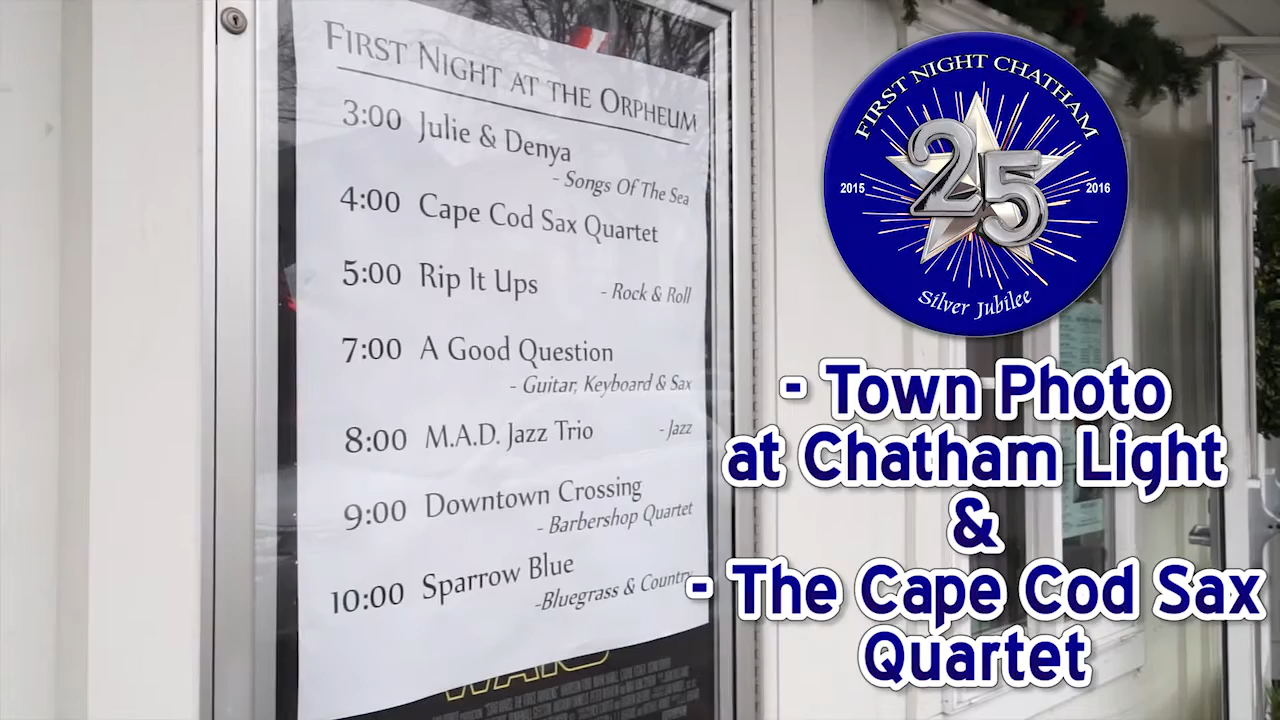 First Night at the Orpheum
3:00 Julie & Denya
- Songs Of The Sea
4:00 Cape Cod Sax Quartet
5:00 Rip It Ups - Rock & Roll
7:00 A Good Question
- Guitar, Keyboard & Sax
8:00 M.A.D. Jazz Trio - Jazz
9:00 Downtown Crossing
- Barbershop Quartet
10:00 Sparrow Blue
-Bluegrass & Country
WARS
FIRST NIGHT CHATHAM
25
2015 2016
Silver Jubilee
- Town Photo
at Chatham Light
&
- The Cape Cod Sax
Quartet